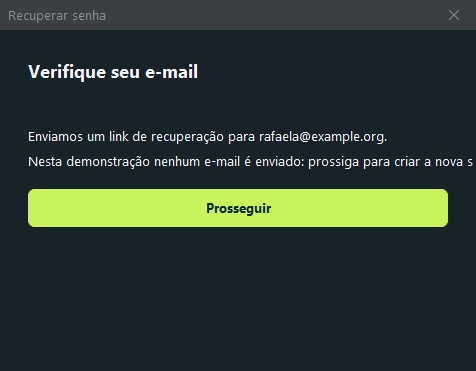 Recuperar senha
Verifique seu e-mail
Enviamos um link de recuperação para rafaela@example.org.
Nesta demonstração nenhum e-mail é enviado: prossiga para criar a nova s
Prosseguir